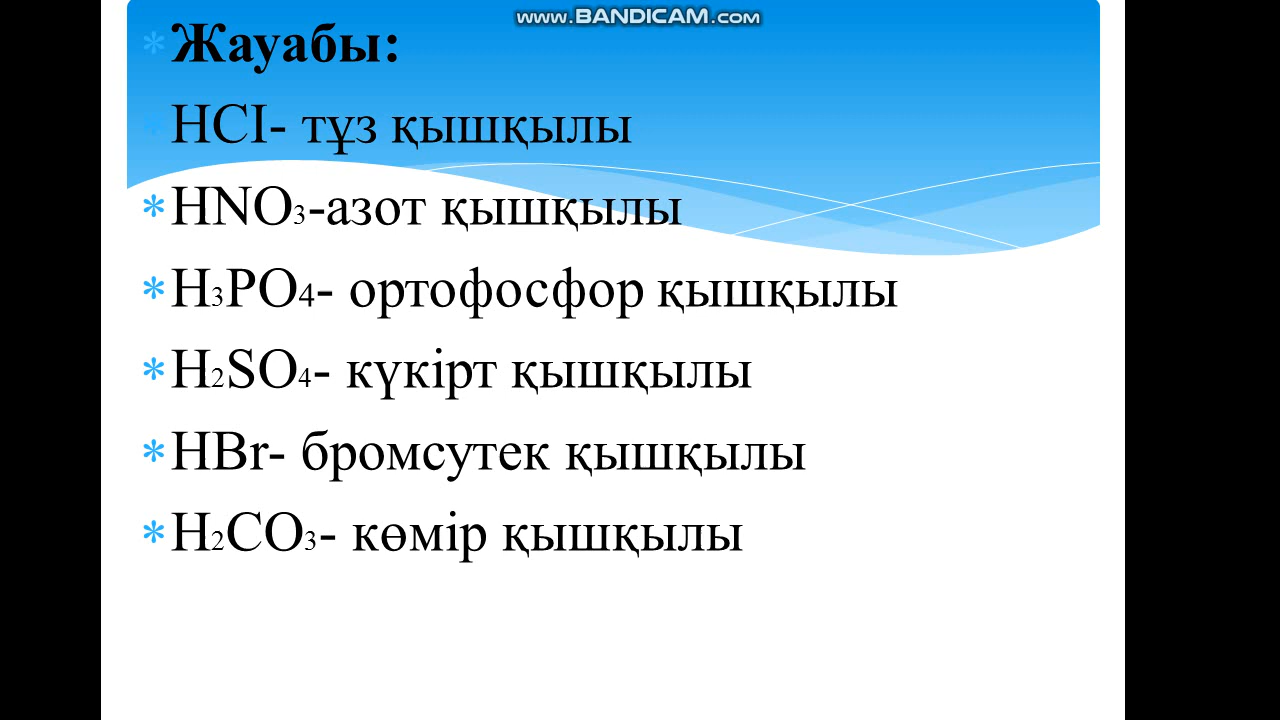 www.BANDICAM.com
Жауабы:
HCI- тұз қышқылы
HNO₃-азот қышқылы
H₃PO₄- ортофосфор қышқылы
H₂SO₄- күкірт қышқылы
HBr- бромсутек қышқылы
H₂CO₃- көмір қышқылы